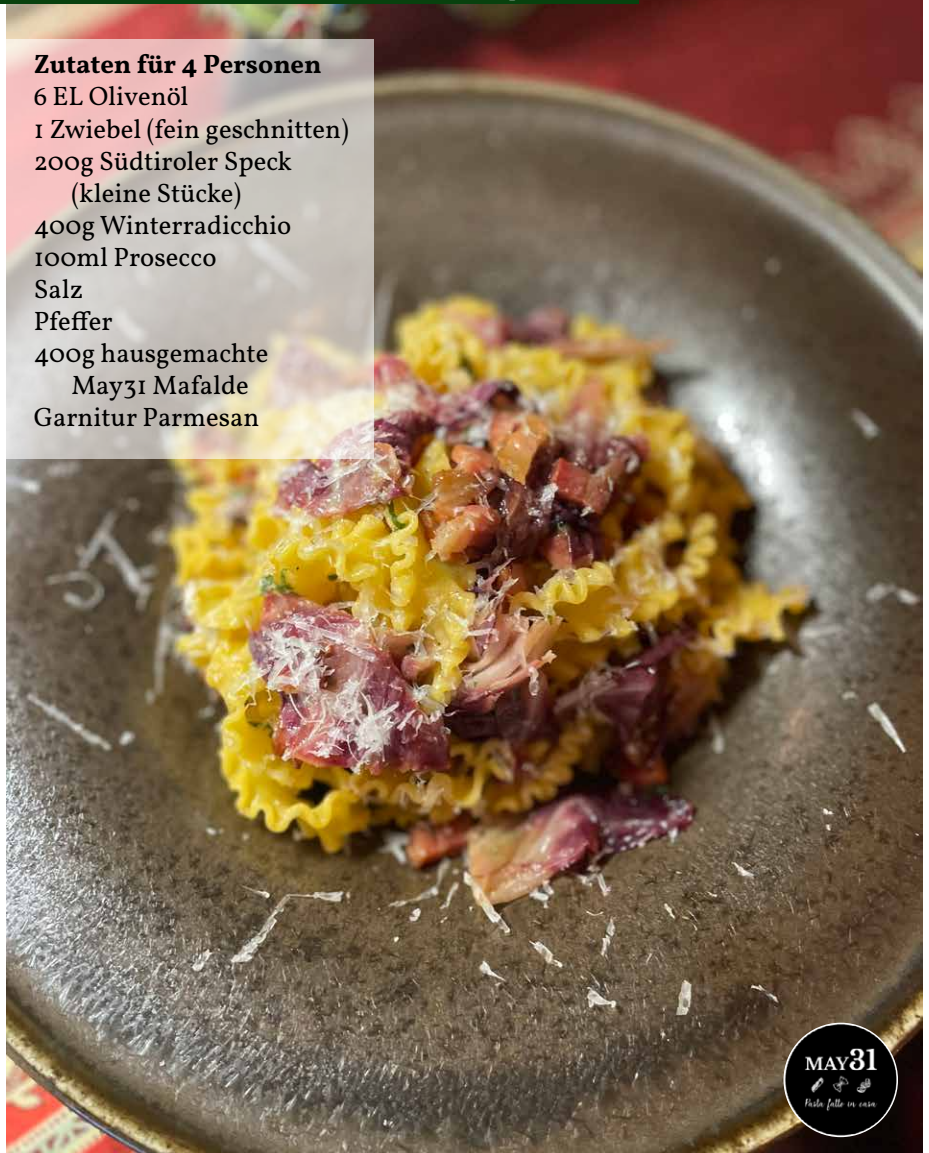 Zutaten für 4 Personen
6 EL Olivenöl
1 Zwiebel (fein geschnitten)
200g Südtiroler Speck
(kleine Stücke)
400g Winterradicchio
100ml Prosecco
Salz
Pfeffer
400g hausgemachte
May31 Mafalde
Garnitur Parmesan
MAY31
Pasta fatto in casa